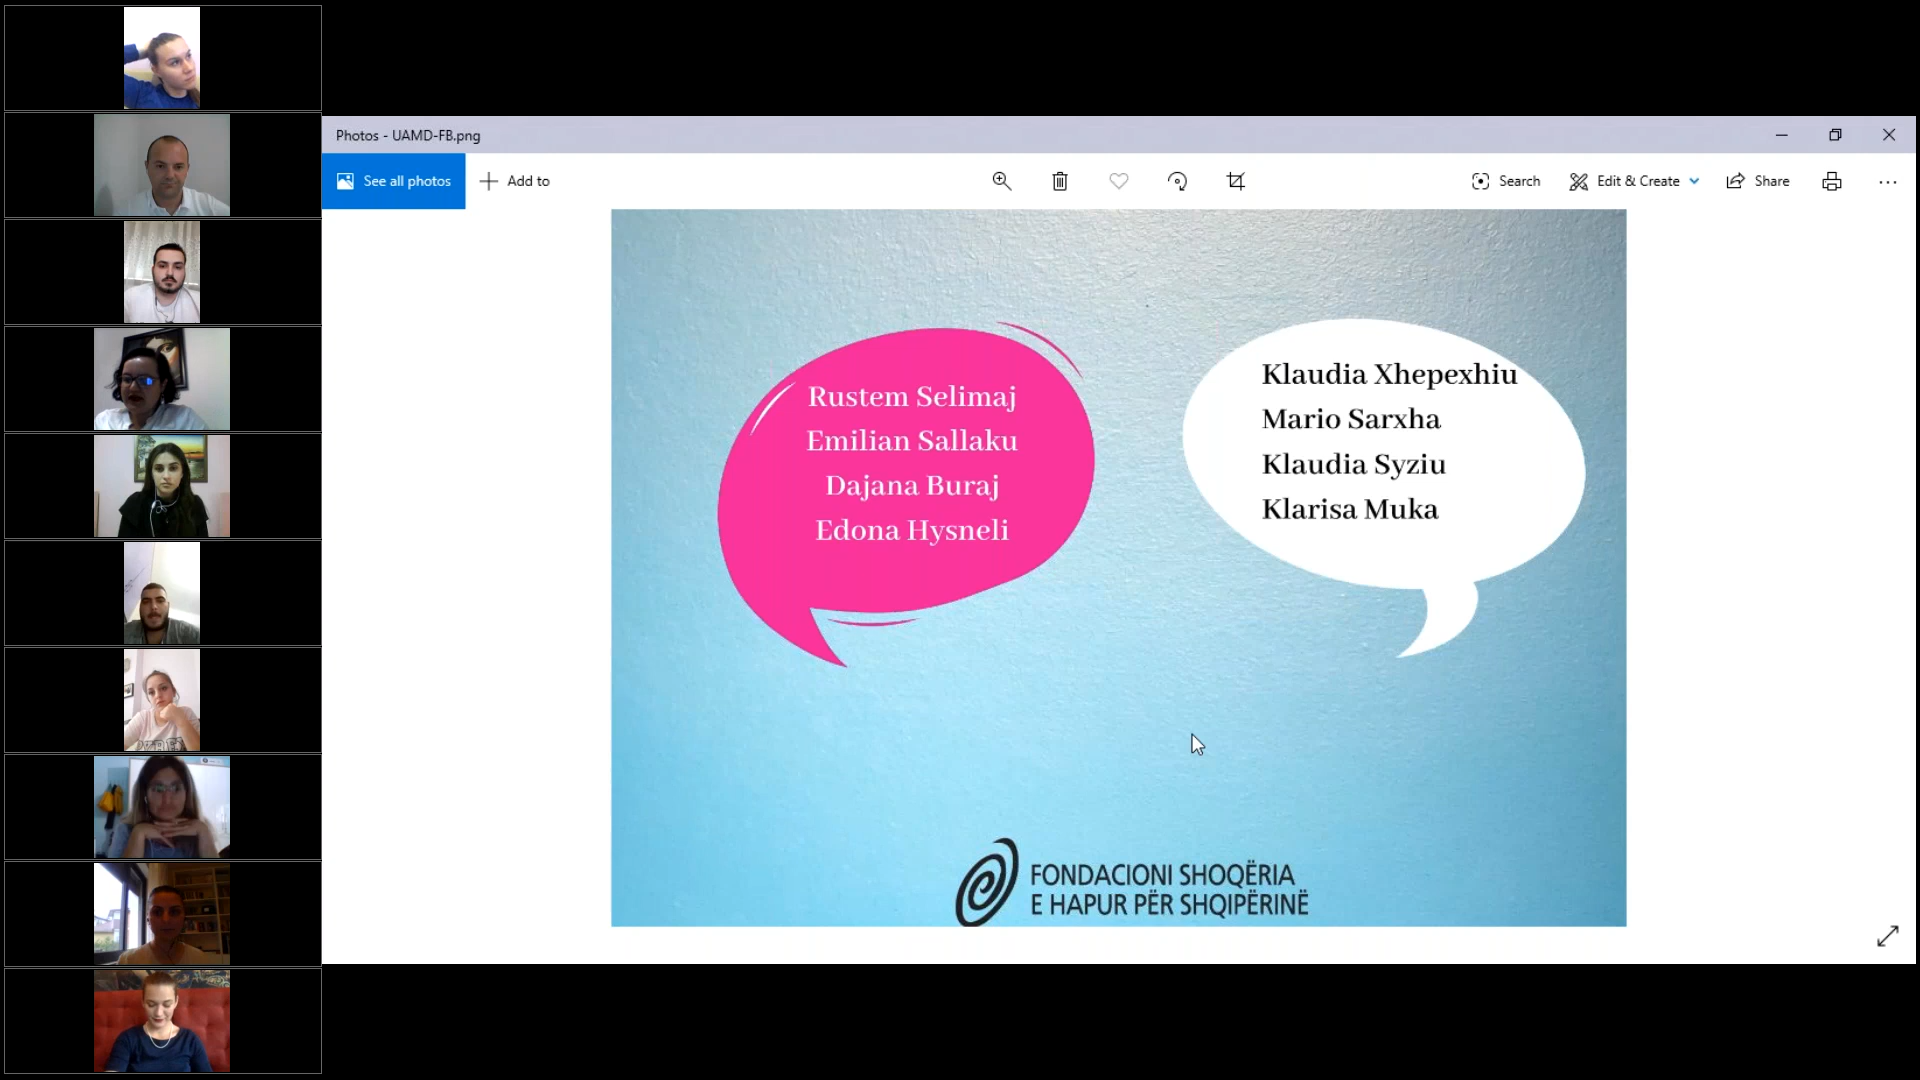 Photos - UAMD-FB.png
See all photos
Add to
Search
Edit & Create
Share
Rustem Selimaj
Emilian Sallaku
Dajana Buraj
Edona Hysneli
Klaudia Xhepexhiu
Mario Sarxha
Klaudia Syziu
Klarisa Muka
FONDACIONI SHOQËRIA
E HAPUR PËR SHQIPËRINË